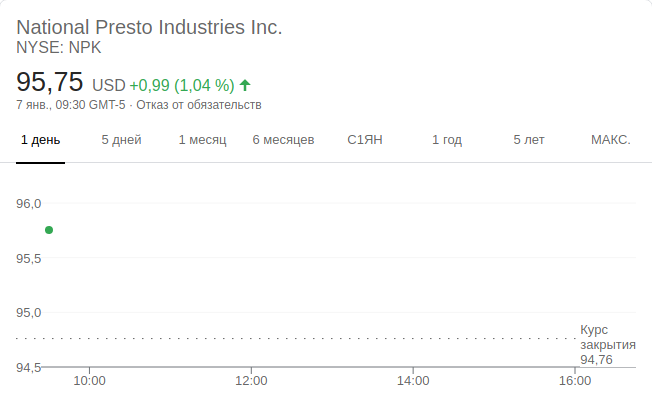 National Presto Industries Inc.
NYSE: NPK
95,75 USD +0,99 (1,04 %)
7 янв., 09:30 GMT-5 · Отказ от обязательств
1 день 5 дней 1 месяц 6 месяцев С1ЯН 1 год 5 лет МАКС.
96,0
95,5
95,0
Курс
закрытия
94,76
94,5
10:00 12:00 14:00 16:00